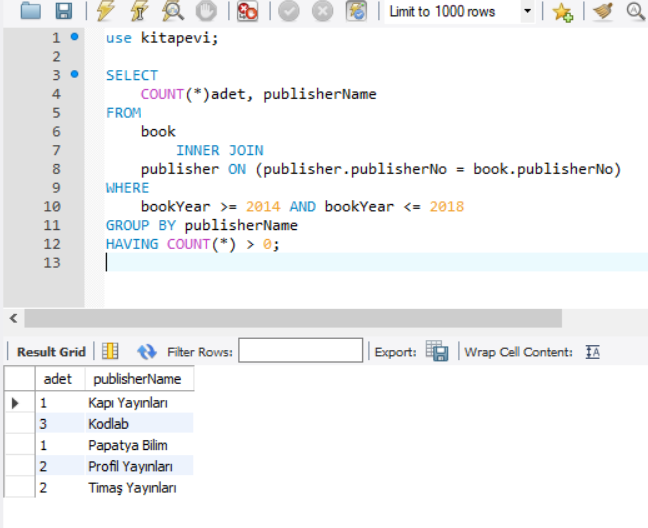 Limit to 1000 rows
1 use kitapevi;
2
3 SELECT
4 COUNT(*)adet, publisherName
5 FROM
6 book
7 INNER JOIN
8 publisher ON (publisher.publisherNo = book.publisherNo)
9 WHERE
10 bookYear >= 2014 AND bookYear <= 2018
11 GROUP BY publisherName
12 HAVING COUNT(*) > 0;
13
Result Grid Filter Rows: Export: Wrap Cell Content: IA
adet publisherName
1 Kapı Yayınları
3 Kodlab
1 Papatya Bilim
2 Profil Yayınları
2 Timaş Yayınları